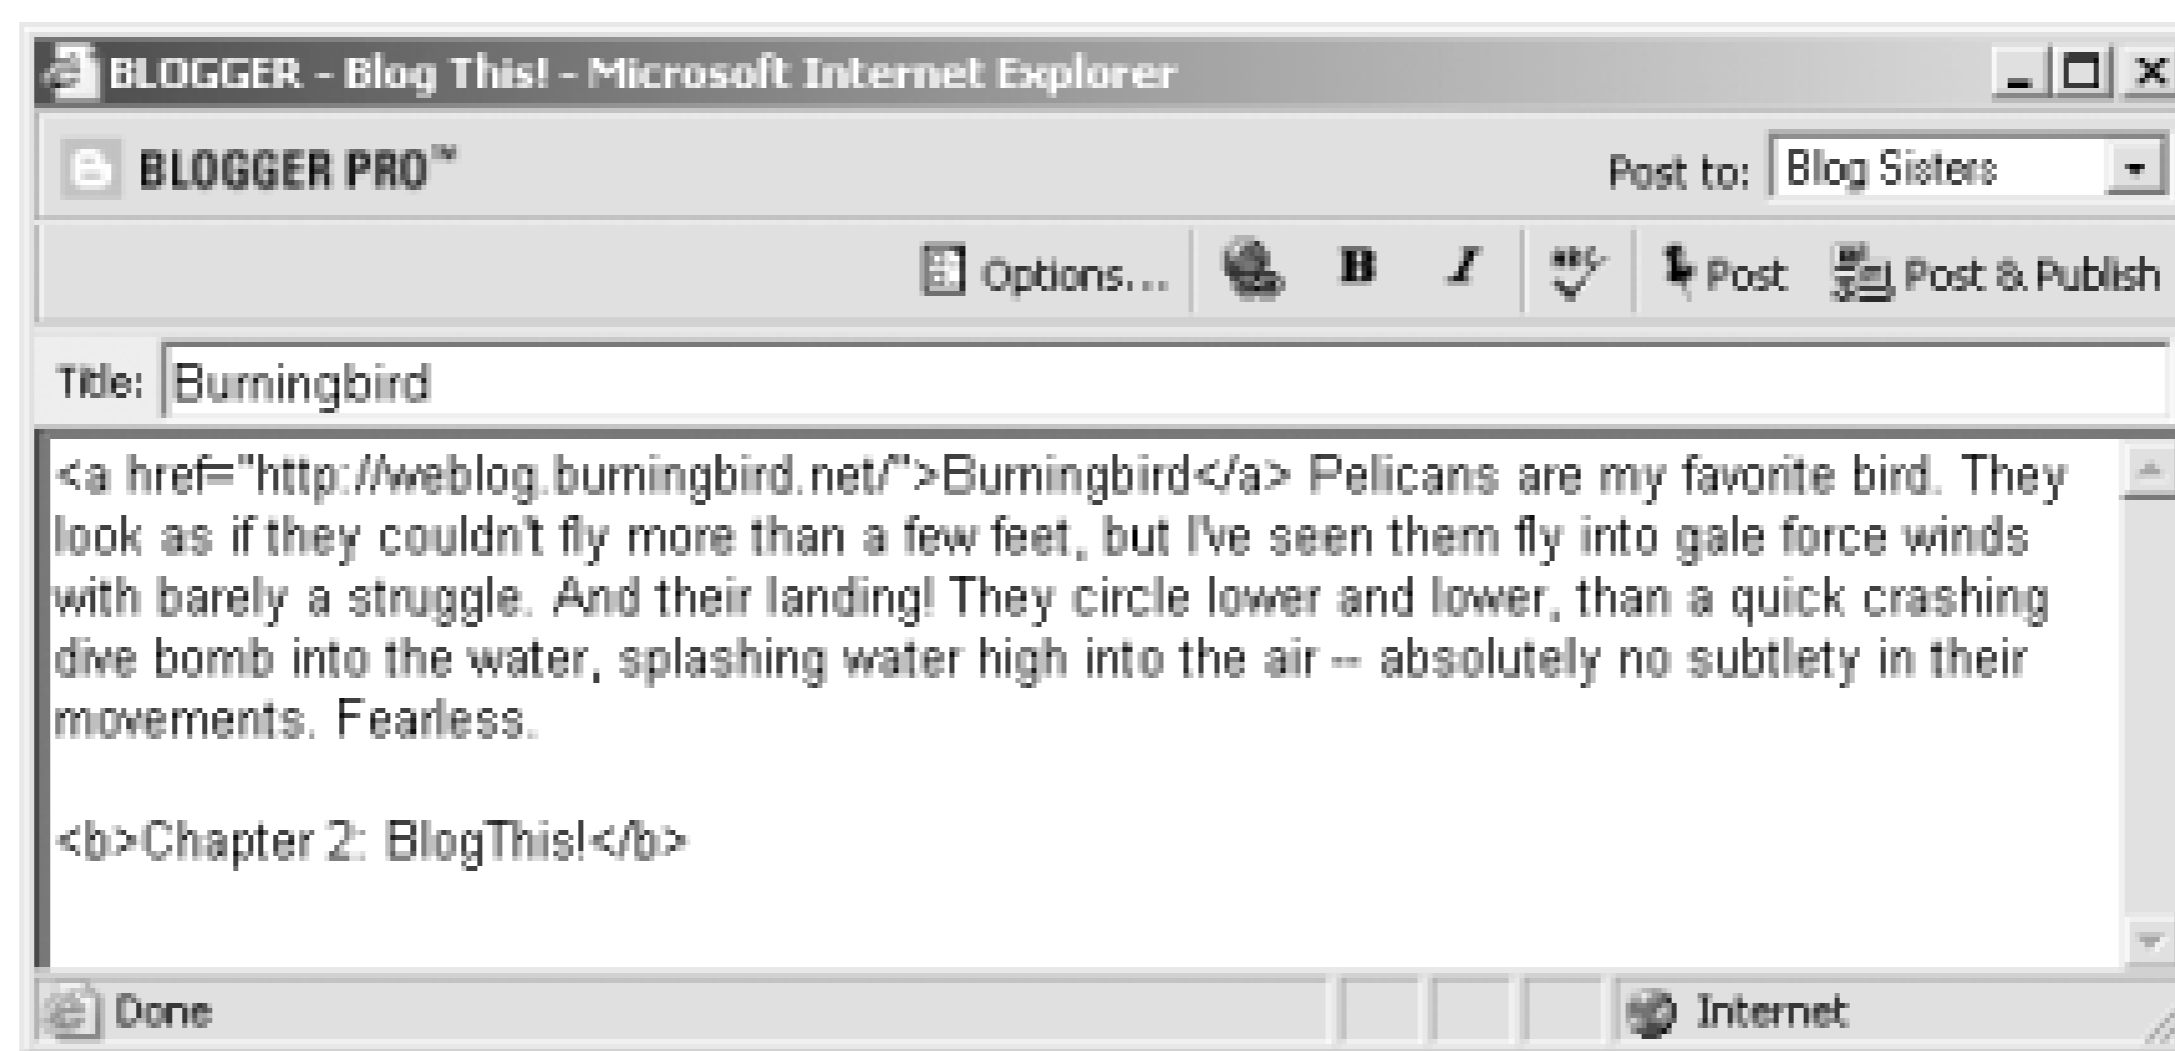 BLOGGER - Blog This! - Microsoft Internet Explorer
BLOGGER PRO™ Post to: Blog Sisters
Options... B I ABC Post Post & Publish
Title: Burningbird
<a href="http://weblog.burningbird.net/">Burningbird</a> Pelicans are my favorite bird. They
look as if they couldn't fly more than a few feet, but I've seen them fly into gale force winds
with barely a struggle. And their landing! They circle lower and lower, than a quick crashing
dive bomb into the water, splashing water high into the air -- absolutely no subtlety in their
movements. Fearless.
<b>Chapter 2: BlogThis!</b>
Done Internet